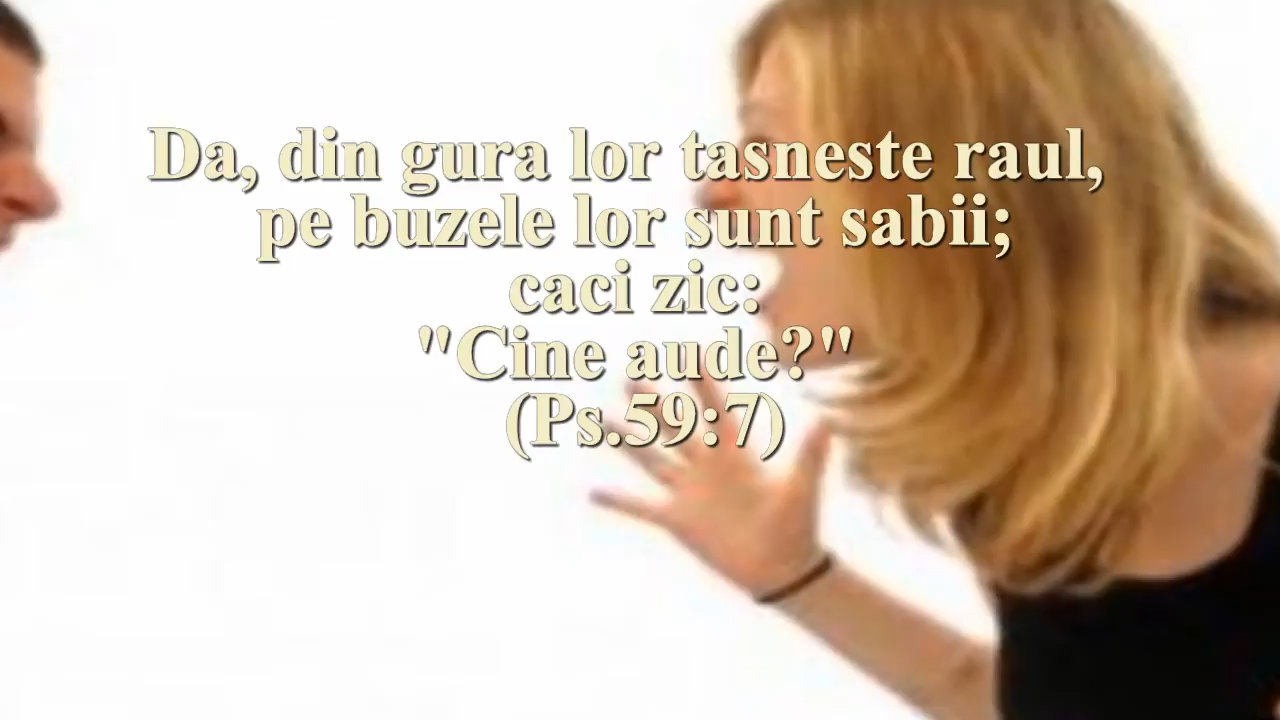 Da, din gura lor tasneste raul,
pe buzele lor sunt sabii;
caci zic:
"Cine aude?"
(Ps.59:7)